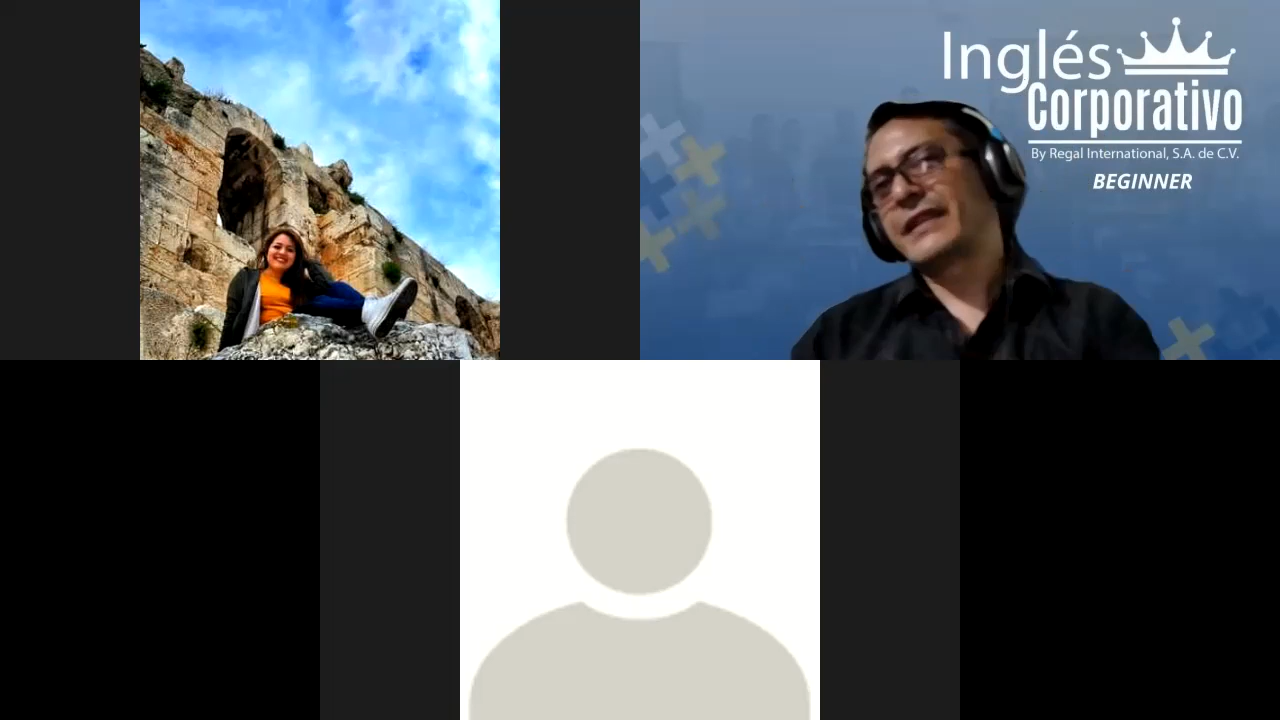 Inglés
Corporativo
By Regal International, S.A. de C.V.
BEGINNER